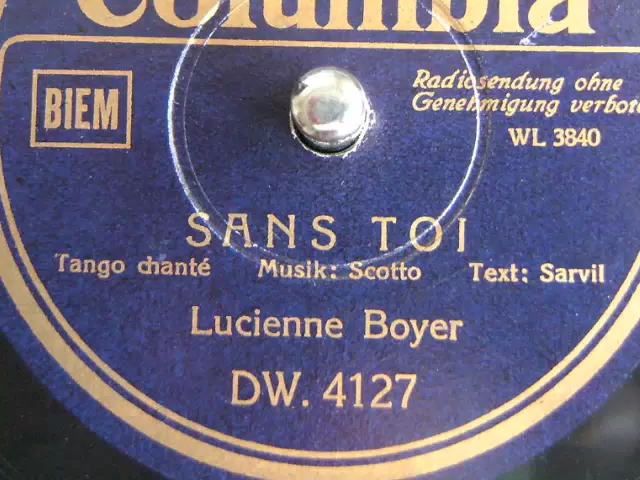 Columbia
BIEM
Radiosendung ohne
Genehmigung verboten
WL 3840
SANS TOI
Tango chanté Musik: Scotto Text: Sarvil
Lucienne Boyer
DW. 4127